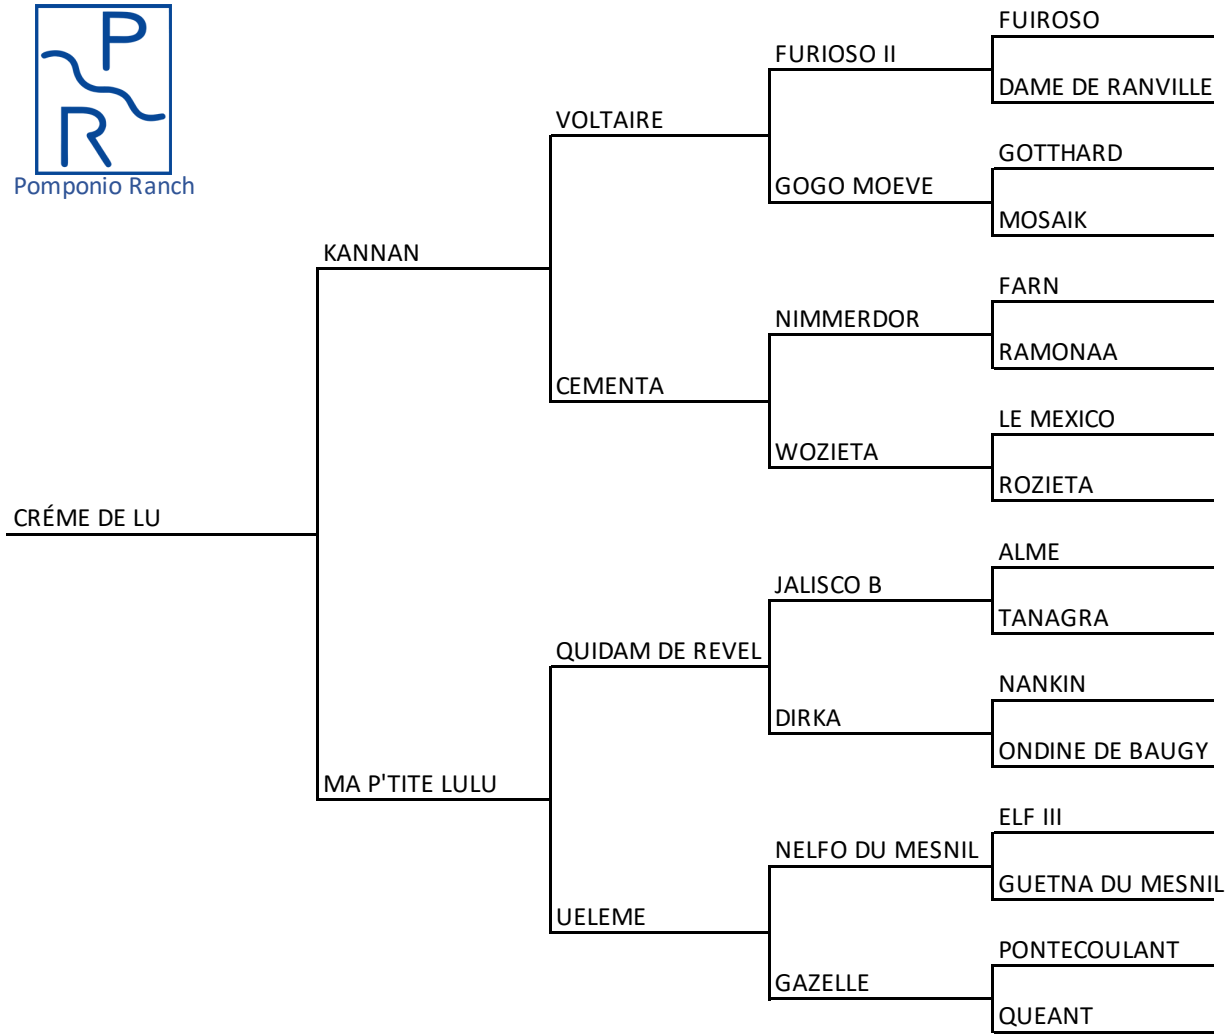 P
R
Pomponio Ranch
FUIROSO
FURIOSO II
DAME DE RANVILLE
VOLTAIRE
GOTTHARD
GOGO MOEVE
MOSAIK
KANNAN
FARN
NIMMERDOR
RAMONAA
CEMENTA
LE MEXICO
WOZIETA
ROZIETA
CRÉME DE LU
ALME
JALISCO B
TANAGRA
QUIDAM DE REVEL
NANKIN
DIRKA
ONDINE DE BAUGY
MA P'TITE LULU
ELF III
NELFO DU MESNIL
GUETNA DU MESNIL
UELEME
PONTECOULANT
GAZELLE
QUEANT